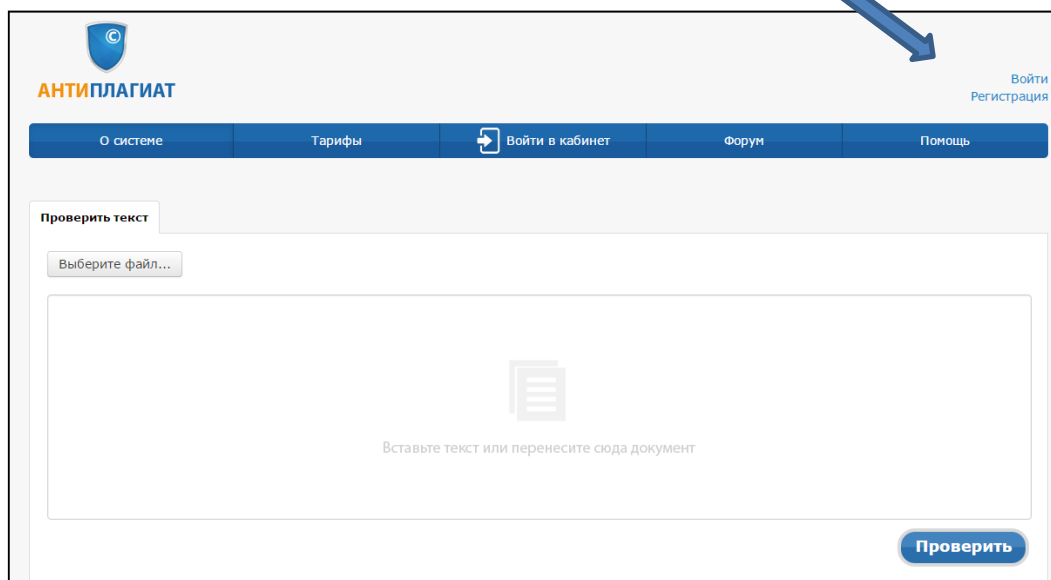 ©
АНТИПЛАГИАТ
Войти
Регистрация
О системе Тарифы Войти в кабинет Форум Помощь
Проверить текст
Выберите файл...
Вставьте текст или перенесите сюда документ
Проверить